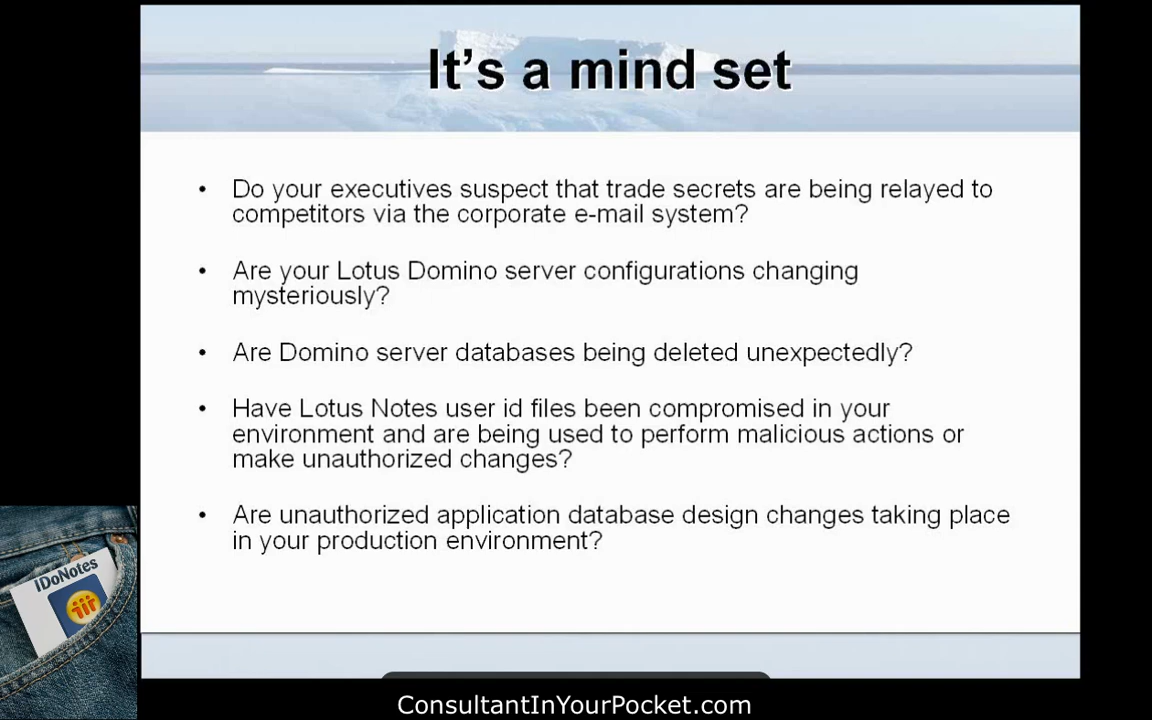 It's a mind set
• Do your executives suspect that trade secrets are being relayed to
competitors via the corporate e-mail system?
• Are your Lotus Domino server configurations changing
mysteriously?
• Are Domino server databases being deleted unexpectedly?
• Have Lotus Notes user id files been compromised in your
environment and are being used to perform malicious actions or
make unauthorized changes?
• Are unauthorized application database design changes taking place
in your production environment?
IDoNotes
ConsultantInYourPocket.com